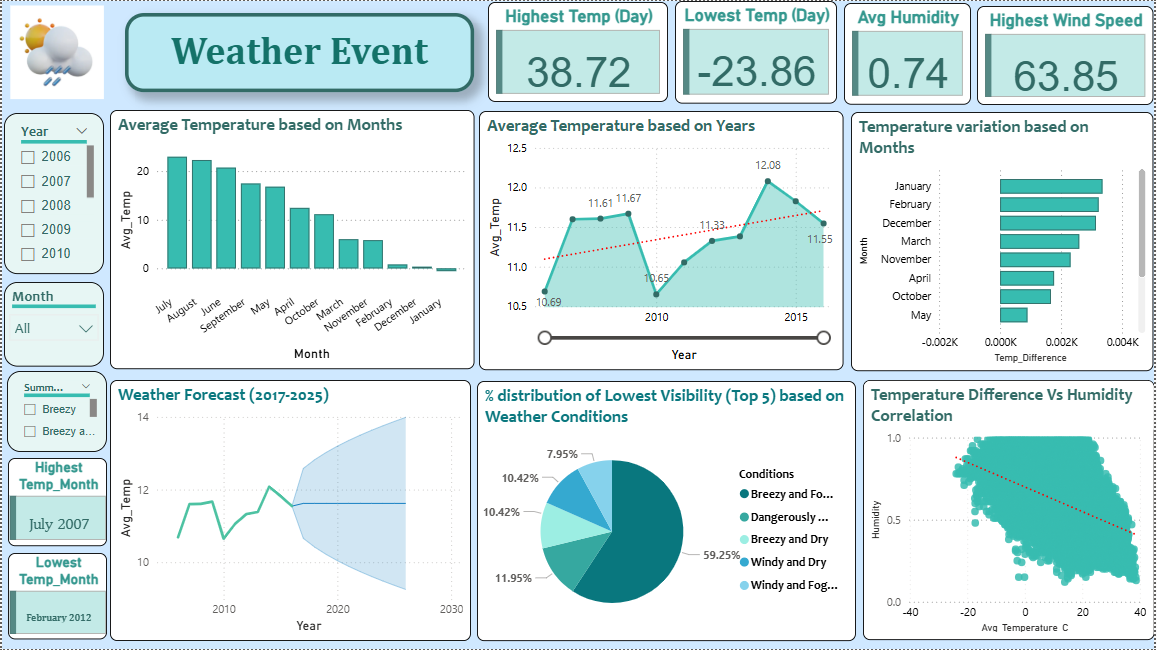 Weather Event
Highest Temp (Day)
38.72
Lowest Temp (Day)
-23.86
Avg Humidity
0.74
Highest Wind Speed
63.85
Year
2006
2007
2008
2009
2010
Month
All
Summ...
Breezy
Breezy a...
Highest
Temp_Month
July 2007
Lowest
Temp_Month
February 2012
Average Temperature based on Months
Avg_Temp
20
10
0
July
August
June
September
May
April
October
March
November
February
December
January
Month
Average Temperature based on Years
Avg_Temp
12.5
12.0
11.5
11.0
10.5
10.69
11.61
11.67
10.65
11.33
12.08
11.55
2010
2015
Year
Temperature variation based on
Months
Month
January
February
December
March
November
April
October
May
-0.002K
0.000K
0.002K
0.004K
Temp_Difference
Weather Forecast (2017-2025)
Avg_Temp
14
12
10
2010
2020
2030
Year
% distribution of Lowest Visibility (Top 5) based on
Weather Conditions
7.95%
10.42%
10.42%
11.95%
59.25%
Conditions
Breezy and Fo...
Dangerously ...
Breezy and Dry
Windy and Dry
Windy and Fog...
Temperature Difference Vs Humidity
Correlation
Humidity
1.0
0.5
0.0
-40
-20
0
20
40
Avg_Temperature_C